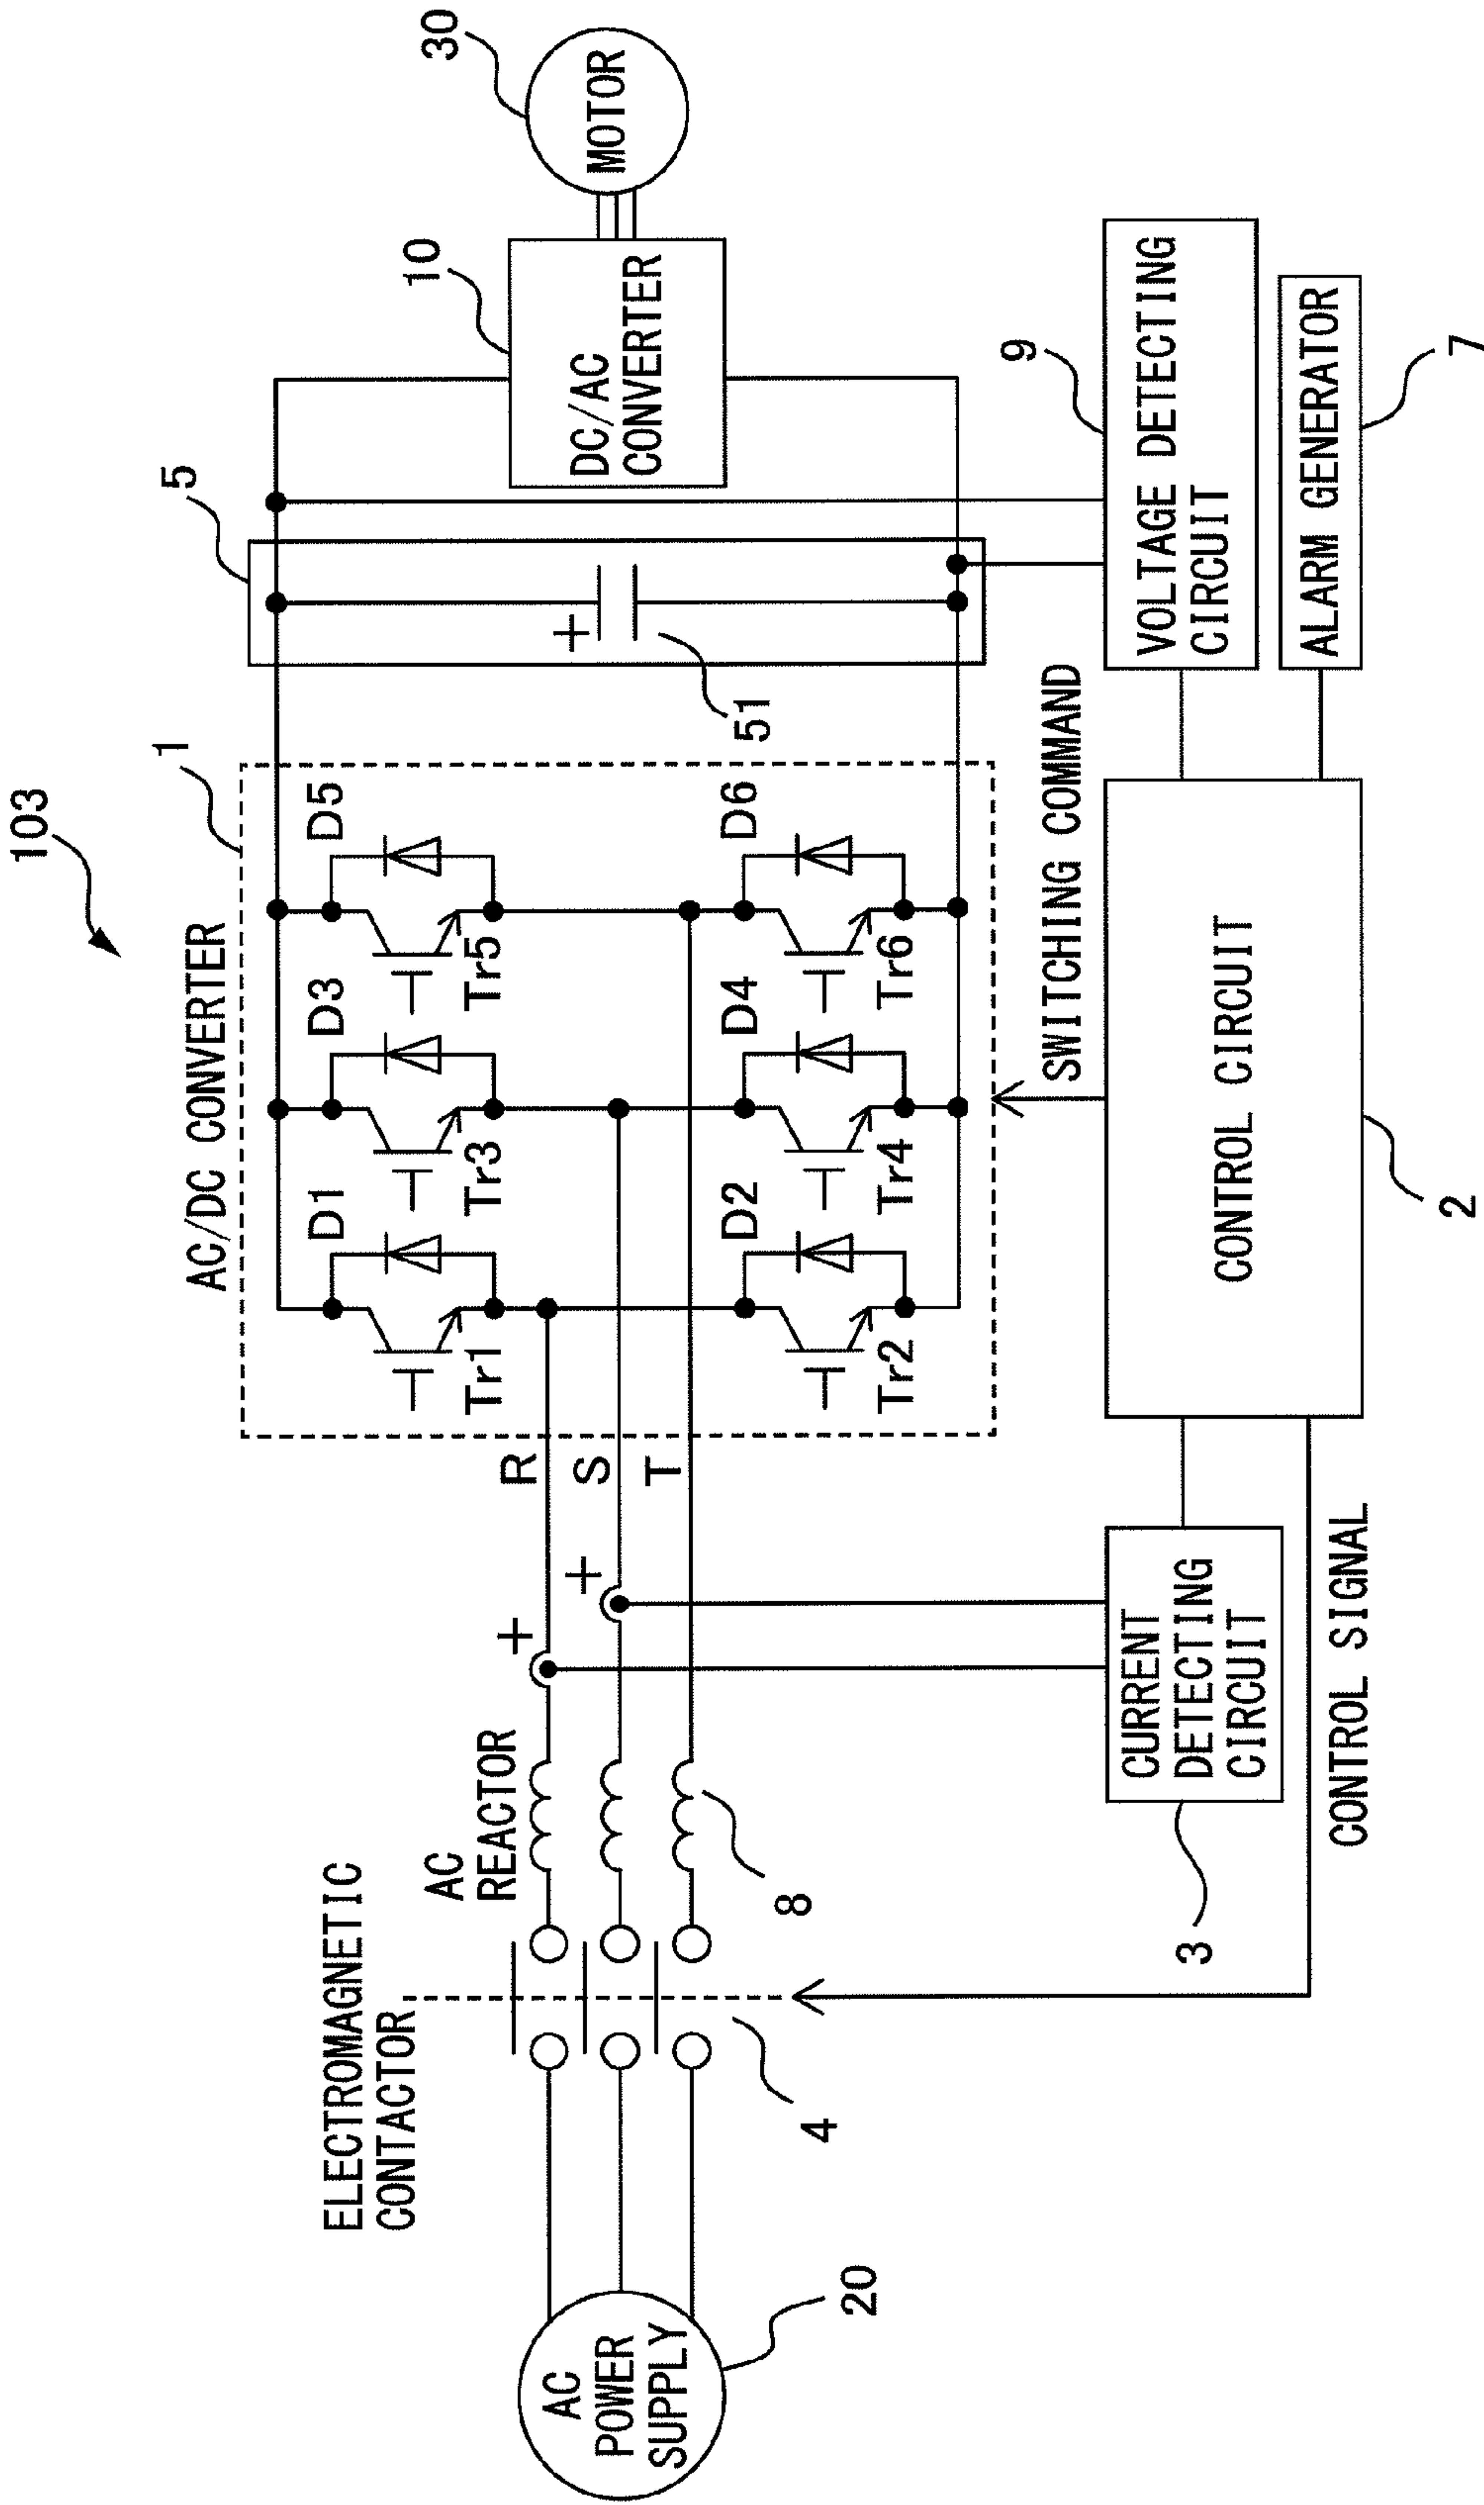 103
AC/DC CONVERTER
1
5
10
30
D1
D3
D5
Tr1
Tr3
Tr5
D2
D4
D6
Tr2
Tr4
Tr6
+
51
DC/AC
CONVERTER
MOTOR
ELECTROMAGNETIC
CONTACTOR
AC
REACTOR
+
+
R
S
T
AC
POWER
SUPPLY
20
4
8
SWITCHING COMMAND
9
CURRENT
DETECTING
CIRCUIT
3
CONTROL CIRCUIT
2
VOLTAGE DETECTING
CIRCUIT
ALARM GENERATOR
7
CONTROL SIGNAL